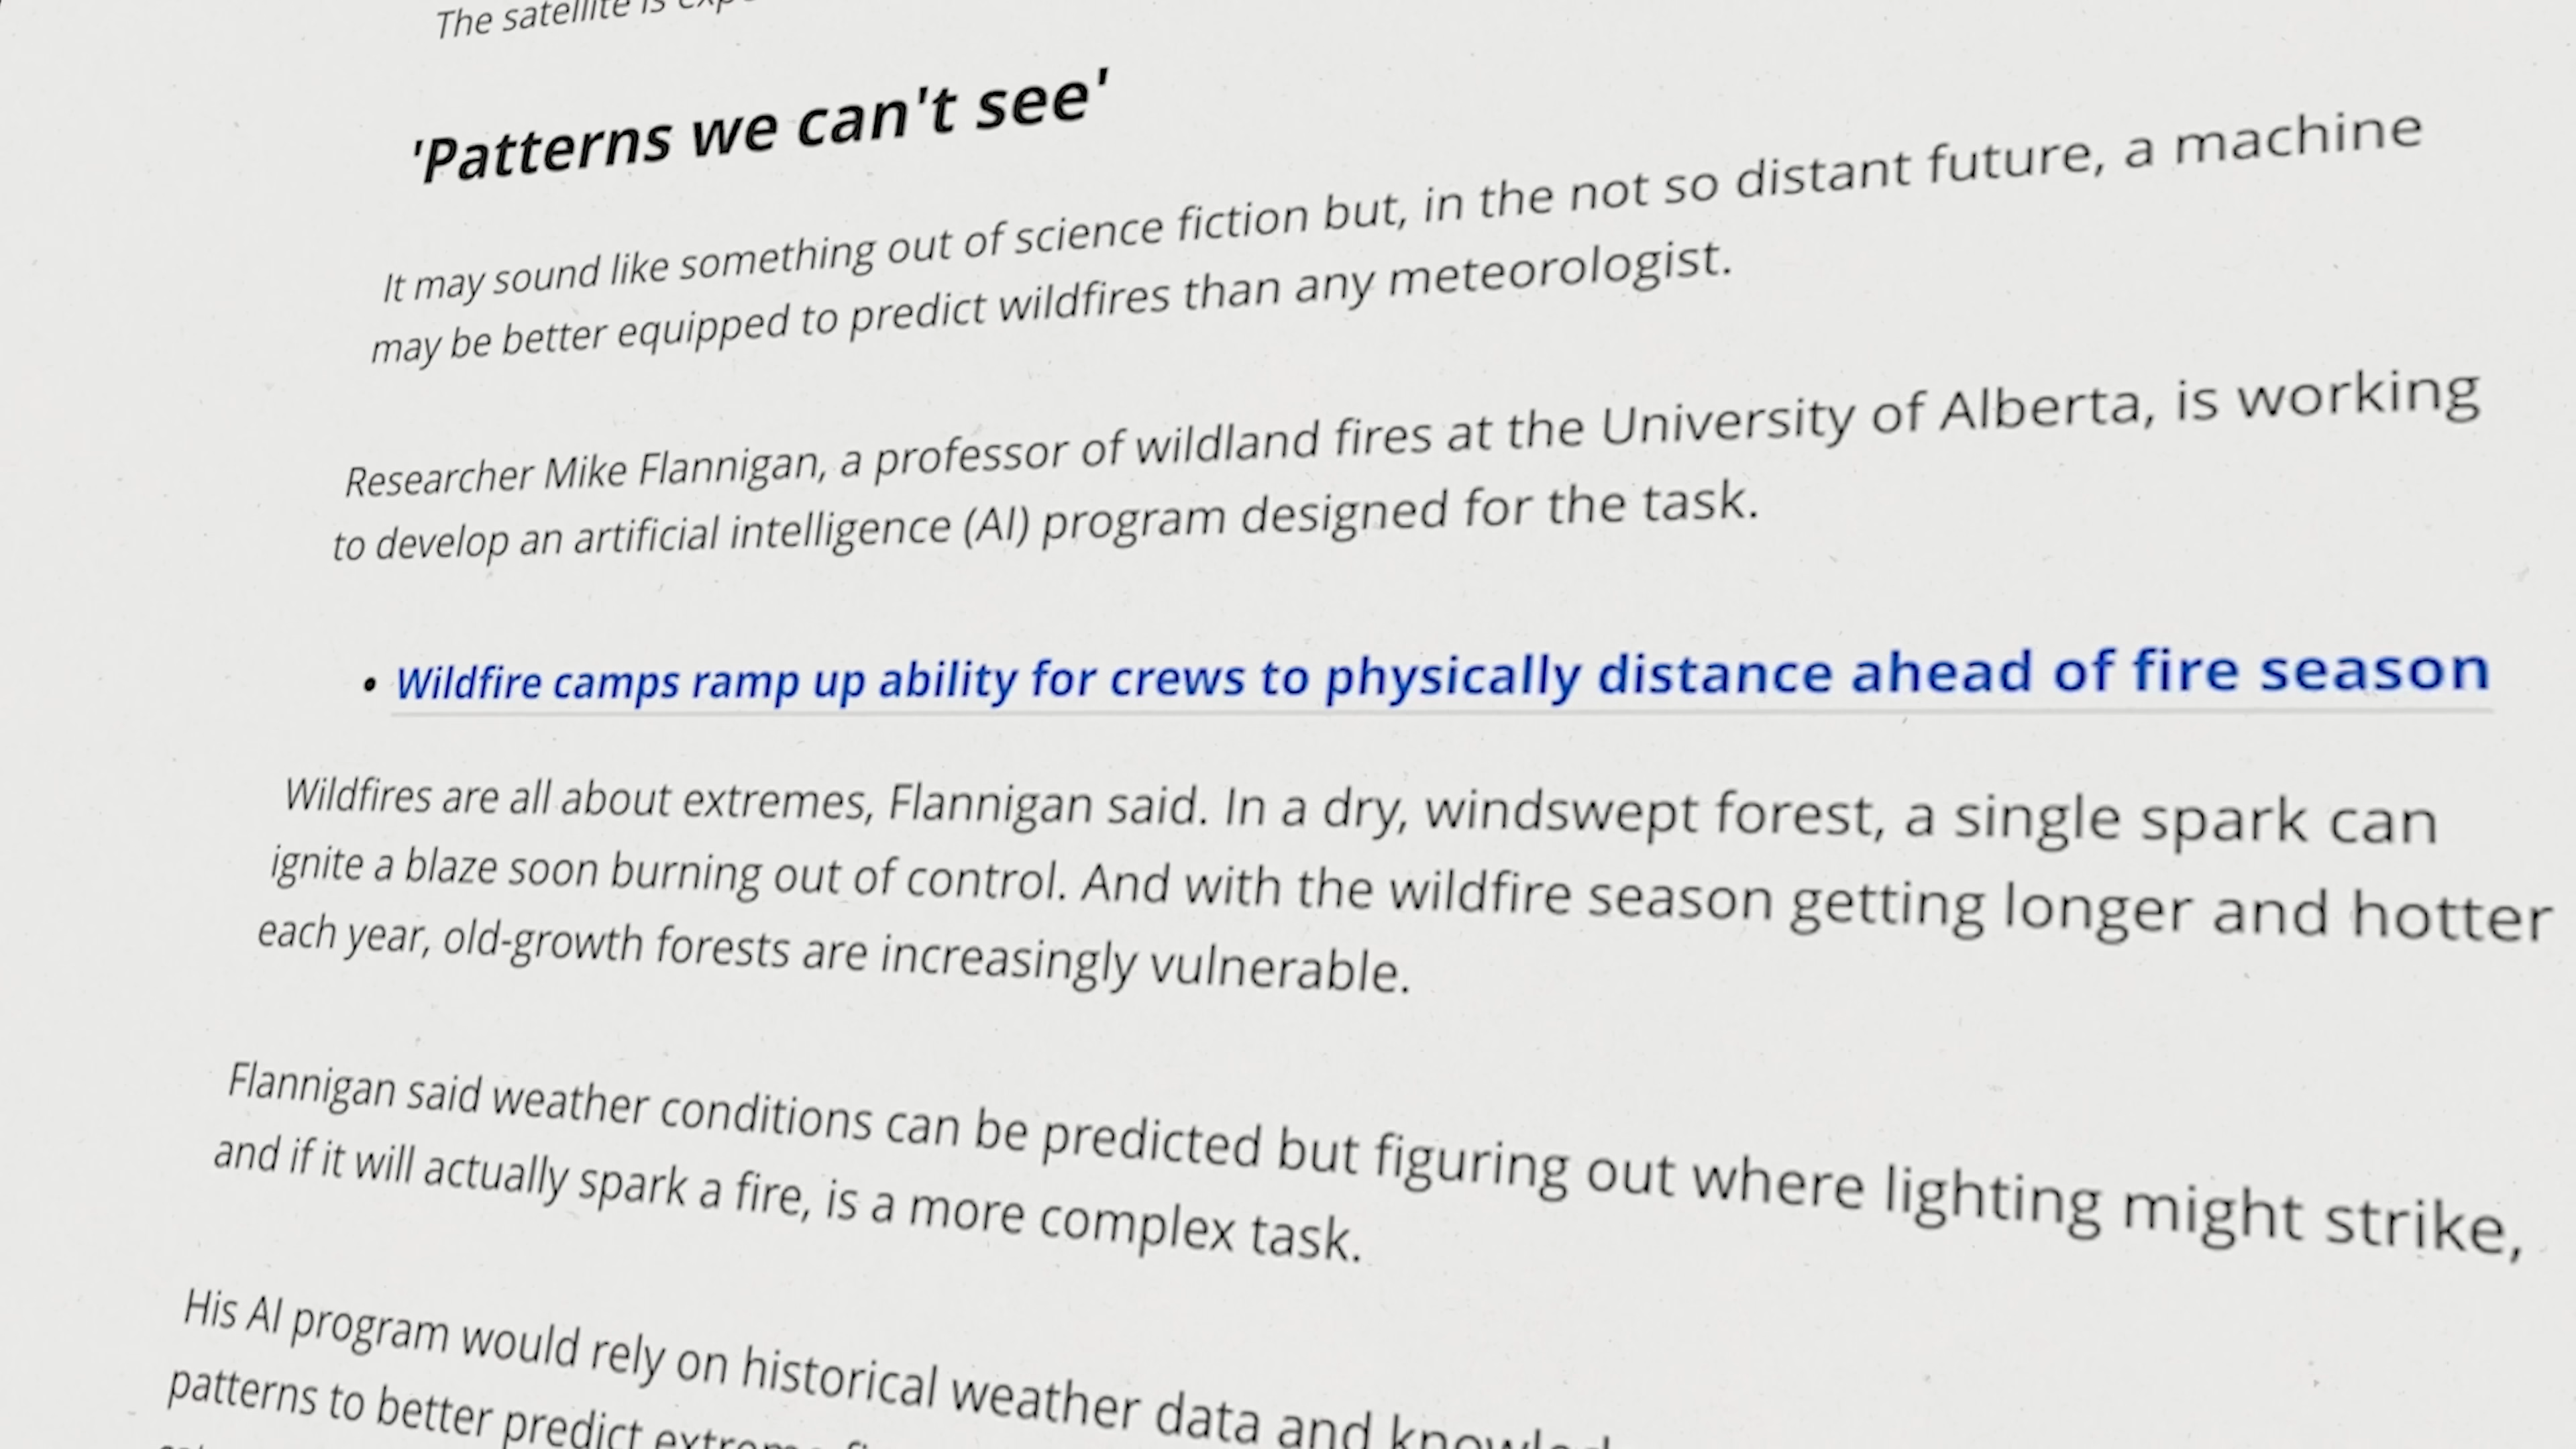 The satellite is
'Patterns we can't see'
It may sound like something out of science fiction but, in the not so distant future, a machine
may be better equipped to predict wildfires than any meteorologist.
Researcher Mike Flannigan, a professor of wildland fires at the University of Alberta, is working
to develop an artificial intelligence (AI) program designed for the task.
• Wildfire camps ramp up ability for crews to physically distance ahead of fire season
Wildfires are all about extremes, Flannigan said. In a dry, windswept forest, a single spark can
ignite a blaze soon burning out of control. And with the wildfire season getting longer and hotter
each year, old-growth forests are increasingly vulnerable.
Flannigan said weather conditions can be predicted but figuring out where lighting might strike,
and if it will actually spark a fire, is a more complex task.
His AI program would rely on historical weather data and
patterns to better predict